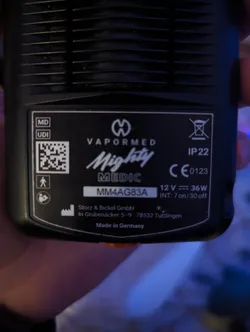 MD
UDI
VAPORMED
Mighty
MEDIC
MM4AG83A
IP22
CE 0123
12 V ⎓ 36W
INT: 7 on/30 off
Storz & Bickel GmbH
In Grubenäcker 5-9 78532 Tuttlingen
Made in Germany